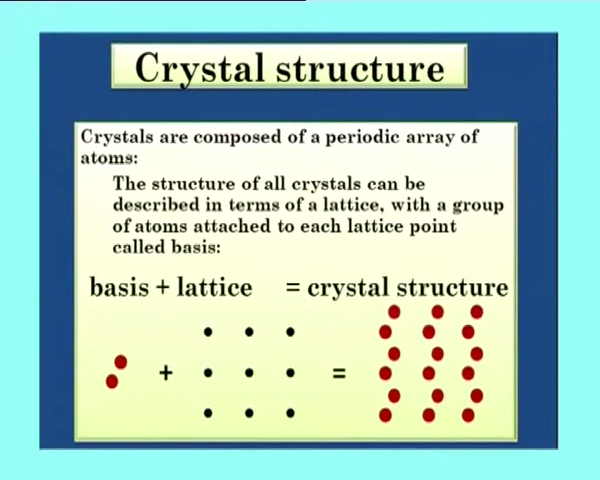 Crystal structure
Crystals are composed of a periodic array of
atoms:
The structure of all crystals can be
described in terms of a lattice, with a group
of atoms attached to each lattice point
called basis:
basis + lattice = crystal structure
+ =